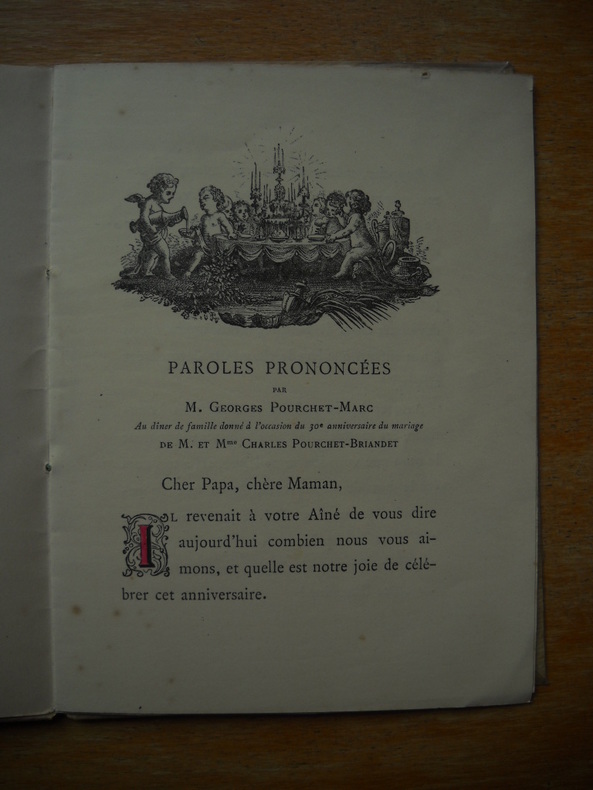 PAROLES PRONONCÉES
PAR
M. GEORGES POURCHET-MARC
Au dîner de famille donné à l'occasion du 30e anniversaire du mariage
DE M. ET Mme CHARLES POURCHET-BRIANDET
Cher Papa, chère Maman,
IL revenait à votre Aîné de vous dire
aujourd'hui combien nous vous ai-
mons, et quelle est notre joie de célé-
brer cet anniversaire.